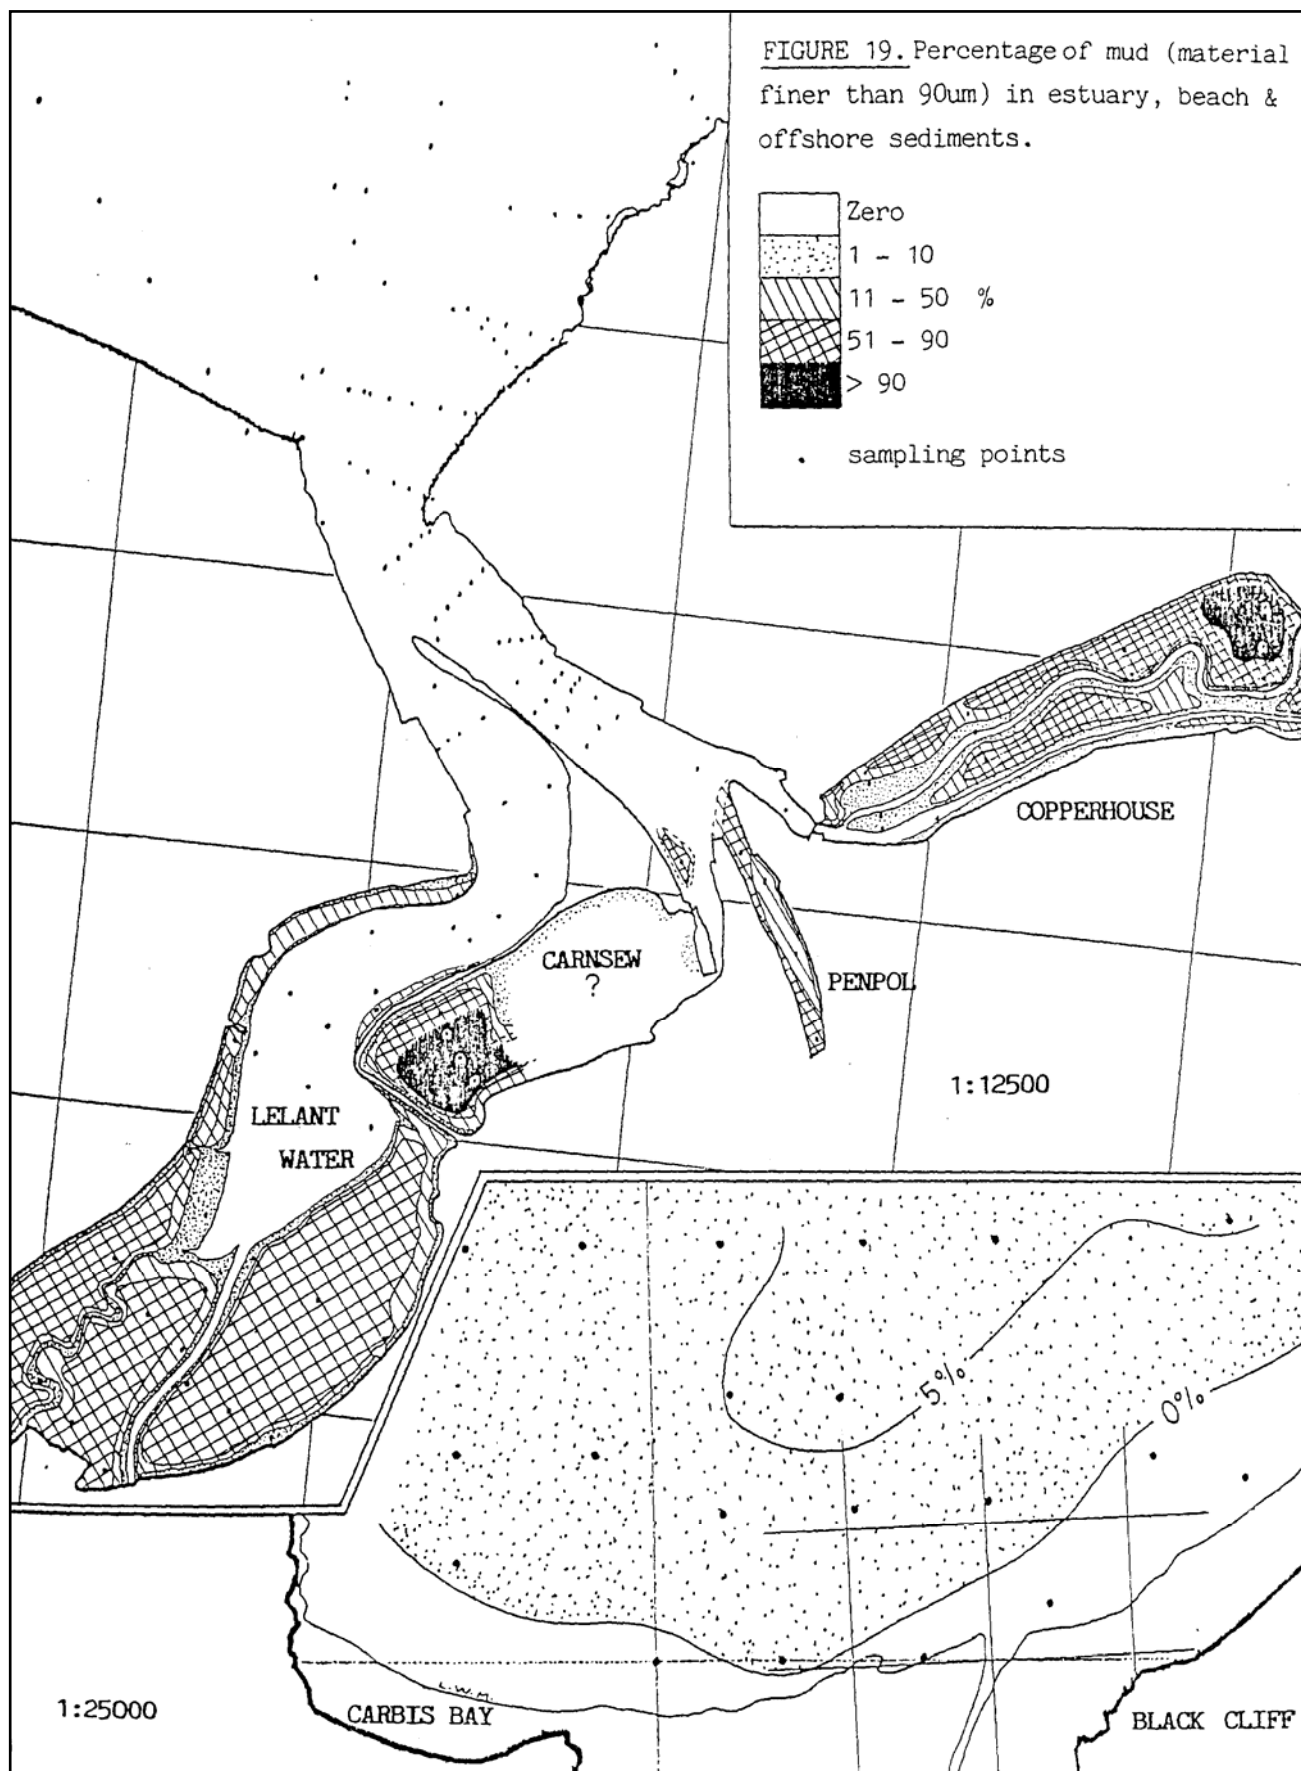 FIGURE 19. Percentage of mud (material
finer than 90um) in estuary, beach &
offshore sediments.
Zero
1 - 10
11 - 50 %
51 - 90
> 90
. sampling points
COPPERHOUSE
CARNSEW
?
PENPOL
1:12500
LELANT
WATER
5%
0%
L.W.M.
1:25000
CARBIS BAY
BLACK CLIFF